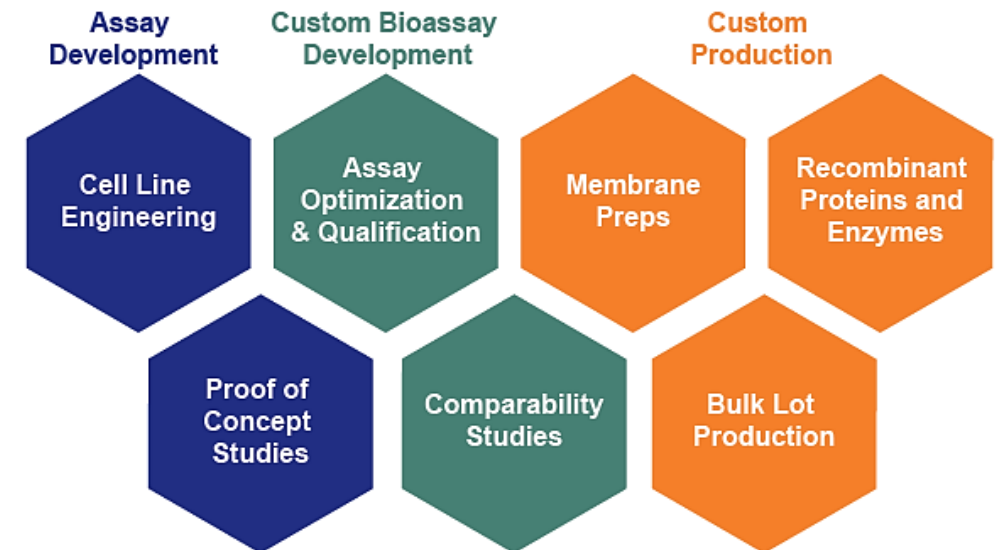 Assay
Development
Custom Bioassay
Development
Custom
Production
Cell Line
Engineering
Assay
Optimization
& Qualification
Membrane
Preps
Recombinant
Proteins and
Enzymes
Proof of
Concept
Studies
Comparability
Studies
Bulk Lot
Production